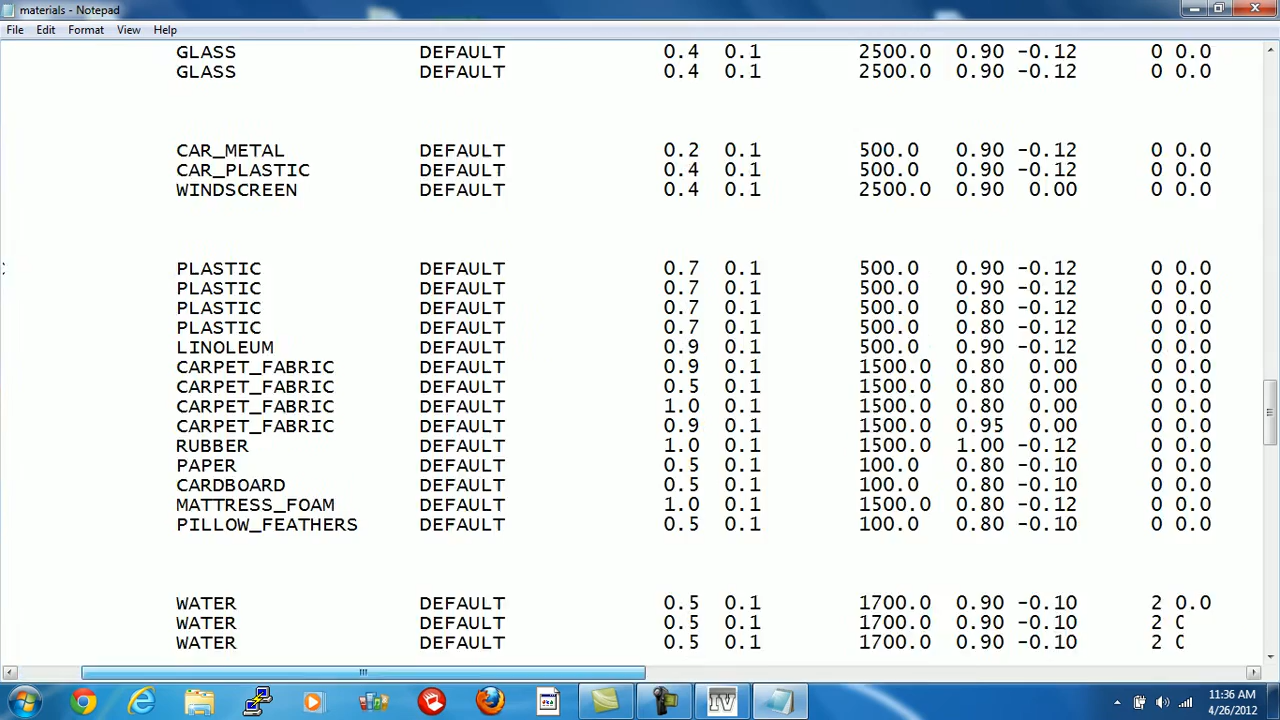 materials - Notepad
File Edit Format View Help
GLASS DEFAULT 0.4 0.1 2500.0 0.90 -0.12 0 0.0
GLASS DEFAULT 0.4 0.1 2500.0 0.90 -0.12 0 0.0
CAR_METAL DEFAULT 0.2 0.1 500.0 0.90 -0.12 0 0.0
CAR_PLASTIC DEFAULT 0.4 0.1 500.0 0.90 -0.12 0 0.0
WINDSCREEN DEFAULT 0.4 0.1 2500.0 0.90 0.00 0 0.0
PLASTIC DEFAULT 0.7 0.1 500.0 0.90 -0.12 0 0.0
PLASTIC DEFAULT 0.7 0.1 500.0 0.90 -0.12 0 0.0
PLASTIC DEFAULT 0.7 0.1 500.0 0.80 -0.12 0 0.0
PLASTIC DEFAULT 0.7 0.1 500.0 0.80 -0.12 0 0.0
LINOLEUM DEFAULT 0.9 0.1 500.0 0.90 -0.12 0 0.0
CARPET_FABRIC DEFAULT 0.9 0.1 1500.0 0.80 0.00 0 0.0
CARPET_FABRIC DEFAULT 0.5 0.1 1500.0 0.80 0.00 0 0.0
CARPET_FABRIC DEFAULT 1.0 0.1 1500.0 0.80 0.00 0 0.0
CARPET_FABRIC DEFAULT 0.9 0.1 1500.0 0.95 0.00 0 0.0
RUBBER DEFAULT 1.0 0.1 1500.0 1.00 -0.12 0 0.0
PAPER DEFAULT 0.5 0.1 100.0 0.80 -0.10 0 0.0
CARDBOARD DEFAULT 0.5 0.1 100.0 0.80 -0.10 0 0.0
MATTRESS_FOAM DEFAULT 1.0 0.1 1500.0 0.80 -0.12 0 0.0
PILLOW_FEATHERS DEFAULT 0.5 0.1 100.0 0.80 -0.10 0 0.0
WATER DEFAULT 0.5 0.1 1700.0 0.90 -0.10 2 0.0
WATER DEFAULT 0.5 0.1 1700.0 0.90 -0.10 2
WATER DEFAULT 0.5 0.1 1700.0 0.90 -0.10 2
IV
11:36 AM
4/26/2012